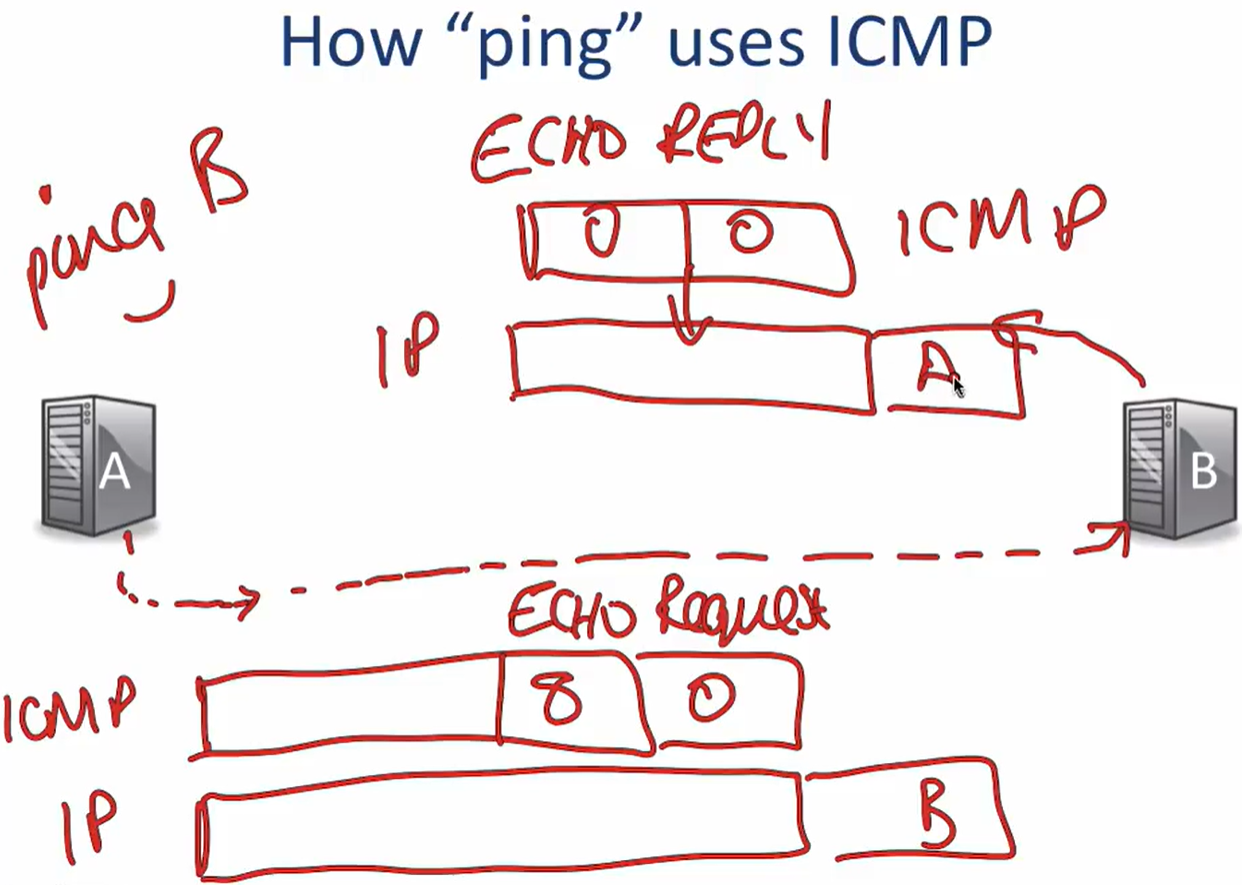 How “ping” uses ICMP
ECHO REPLY
ping B
0 0 ICMP
IP A
A B
ECHO Request
ICMP 8 0
IP B